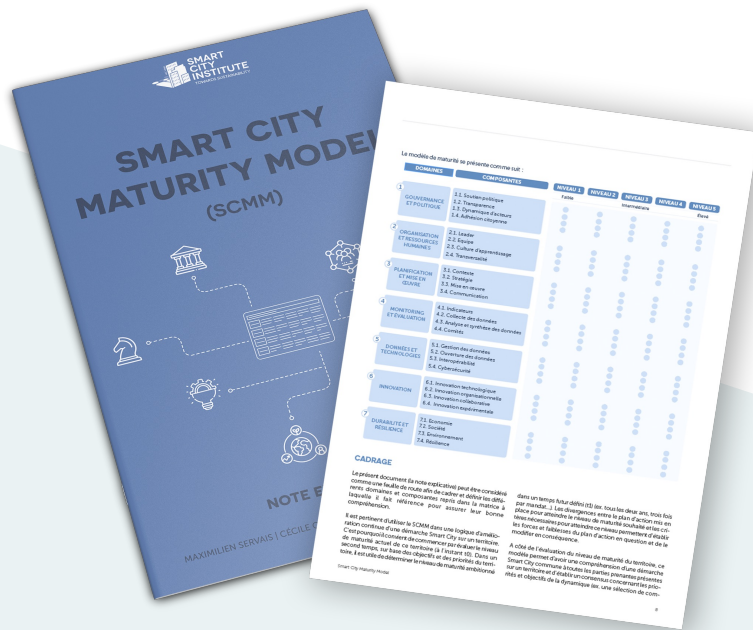 SMART
CITY
INSTITUTE
TOWARDS SUSTAINABILITY
SMART CITY
MATURITY MODEL
(SCMM)
NOTE E
MAXIMILIEN SERVAIS | CÉCILE
Le modèle de maturité se présente comme suit :
DOMAINES COMPOSANTES NIVEAU 1 NIVEAU 2 NIVEAU 3 NIVEAU 4 NIVEAU 5
Faible Intermédiaire Élevé
1 GOUVERNANCE
ET POLITIQUE
1.1. Soutien politique
1.2. Transparence
1.3. Dynamique d'acteurs
1.4. Adhésion citoyenne
2 ORGANISATION
ET RESSOURCES
HUMAINES
2.1. Leader
2.2. Equipe
2.3. Culture d'apprentissage
2.4. Transversalité
3 PLANIFICATION
ET MISE EN
ŒUVRE
3.1. Contexte
3.2. Stratégie
3.3. Mise en œuvre
3.4. Communication
4 MONITORING
ET ÉVALUATION
4.1. Indicateurs
4.2. Collecte des données
4.3. Analyse et synthèse des données
4.4. Comités
5 DONNÉES ET
TECHNOLOGIES
5.1. Gestion des données
5.2. Ouverture des données
5.3. Interopérabilité
5.4. Cybersécurité
6 INNOVATION
6.1. Innovation technologique
6.2. Innovation organisationnelle
6.3. Innovation collaborative
6.4. Innovation expérimentale
7 DURABILITÉ ET
RÉSILIENCE
7.1. Economie
7.2. Société
7.3. Environnement
7.4. Résilience
CADRAGE
Le présent document (la note explicative) peut être considéré
comme une feuille de route afin de cadrer et définir les diffé-
rents domaines et composantes repris dans la matrice à
laquelle il fait référence pour assurer leur bonne
compréhension.
Il est pertinent d'utiliser le SCMM dans une logique d'amélio-
ration continue d'une démarche Smart City sur un territoire.
C'est pourquoi il convient de commencer par évaluer le niveau
de maturité actuel de ce territoire (à l'instant t0). Dans un
second temps, sur base des objectifs et des priorités du terri-
toire, il est utile de déterminer le niveau de maturité ambitionné
dans un temps futur défini (t1) (ex. tous les deux ans, trois fois
par mandat...). Les divergences entre le plan d'action mis en
place pour atteindre le niveau de maturité souhaité et les cri-
tères nécessaires pour atteindre ce niveau permettent d'établir
les forces et faiblesses du plan d'action en question et de le
modifier en conséquence.
A côté de l'évaluation du niveau de maturité du territoire, ce
modèle permet d'avoir une compréhension d'une démarche
Smart City commune à toutes les parties prenantes présentes
sur un territoire et d'établir un consensus concernant les prio-
rités et objectifs de la dynamique (ex. une sélection de com-
Smart City Maturity Model